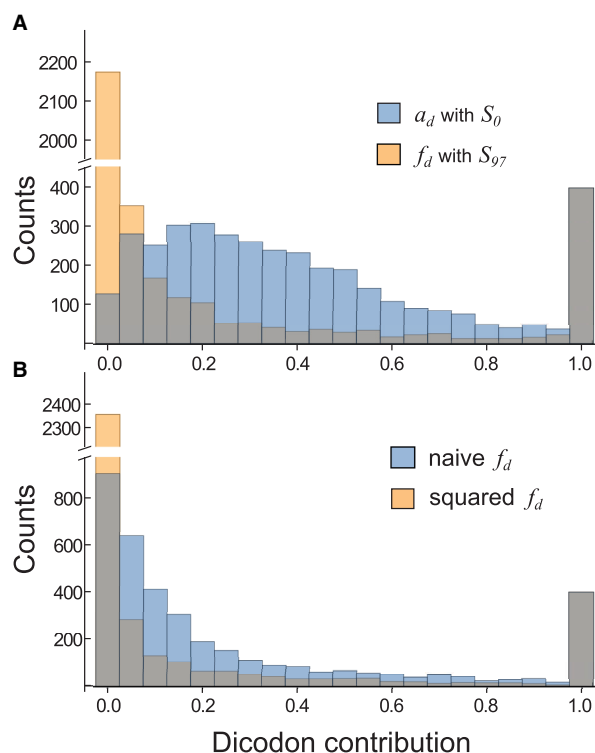 A
2200
2100
2000
400
300
200
100
Counts
a_d with S_0
f_d with S_97
0.0 0.2 0.4 0.6 0.8 1.0
B
2400
2300
800
600
400
200
Counts
naive f_d
squared f_d
0.0 0.2 0.4 0.6 0.8 1.0
Dicodon contribution